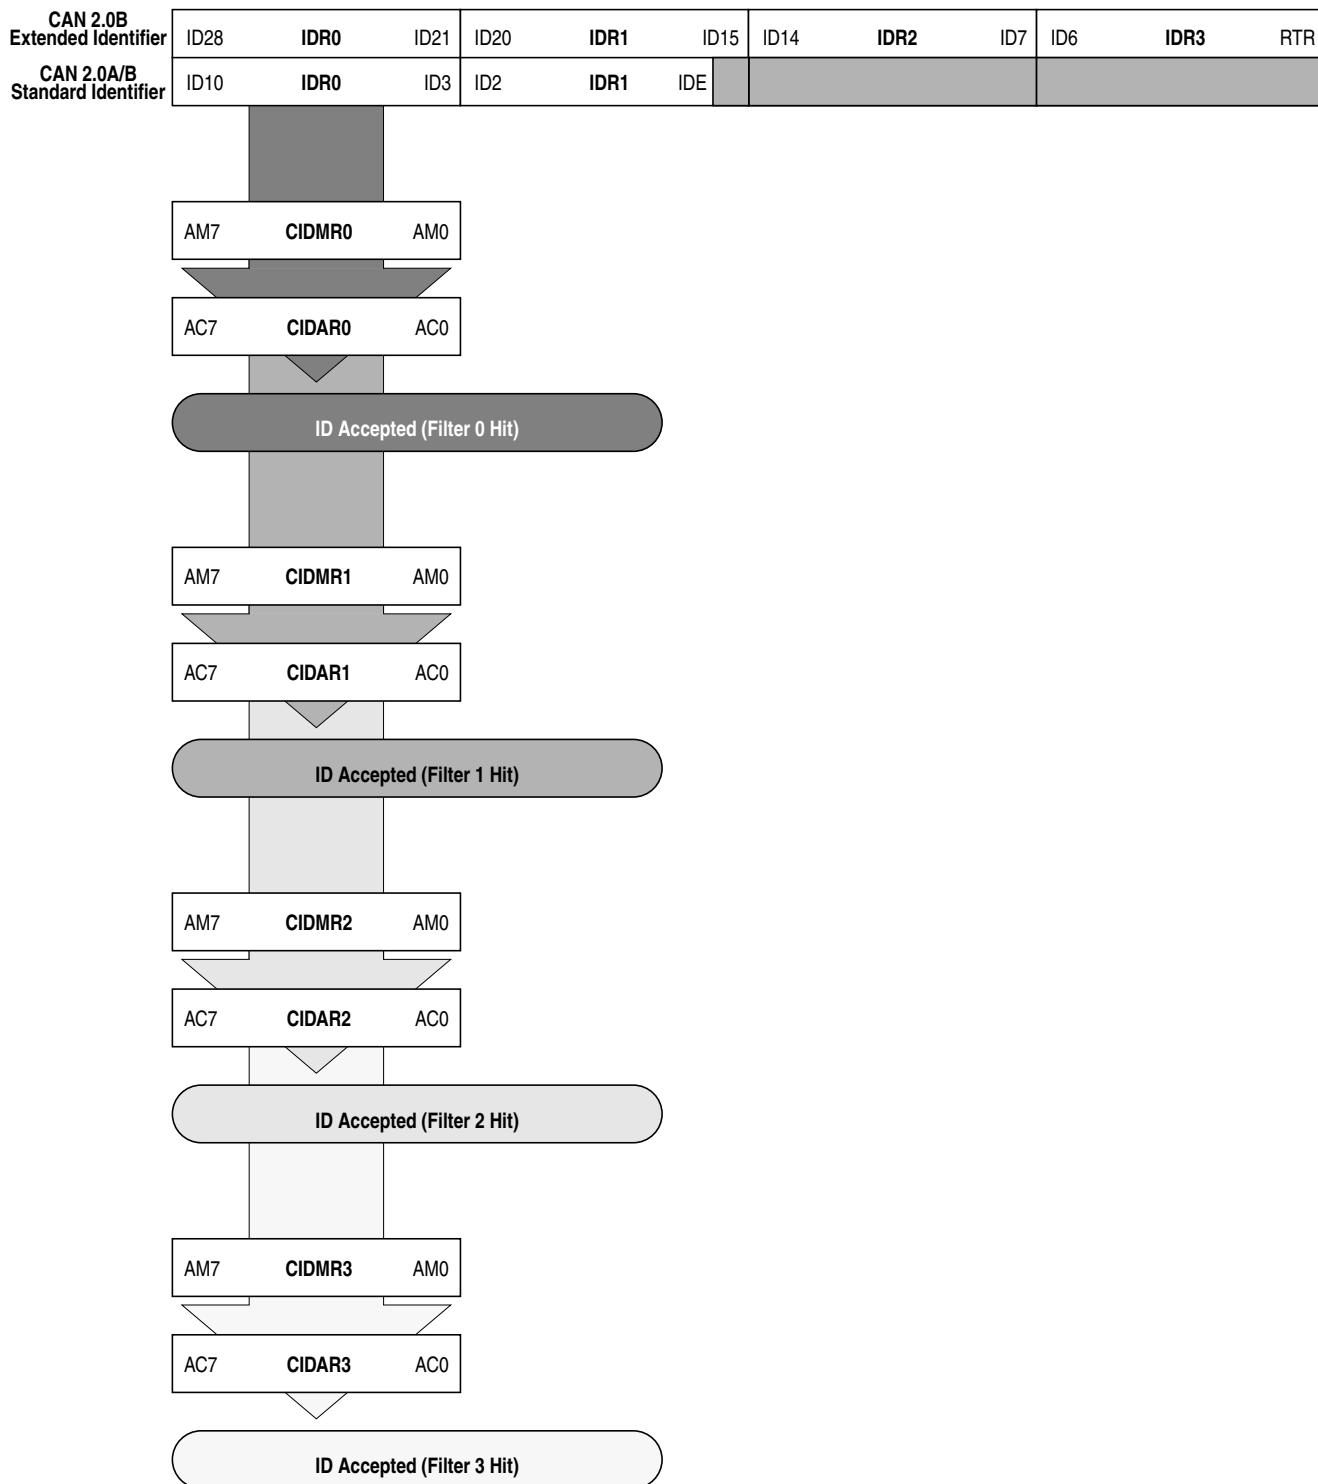 CAN 2.0B
Extended Identifier
ID28 IDR0 ID21 ID20 IDR1 ID15 ID14 IDR2 ID7 ID6 IDR3 RTR
CAN 2.0A/B
Standard Identifier
ID10 IDR0 ID3 ID2 IDR1 IDE
AM7 CIDMR0 AM0
AC7 CIDAR0 AC0
ID Accepted (Filter 0 Hit)
AM7 CIDMR1 AM0
AC7 CIDAR1 AC0
ID Accepted (Filter 1 Hit)
AM7 CIDMR2 AM0
AC7 CIDAR2 AC0
ID Accepted (Filter 2 Hit)
AM7 CIDMR3 AM0
AC7 CIDAR3 AC0
ID Accepted (Filter 3 Hit)